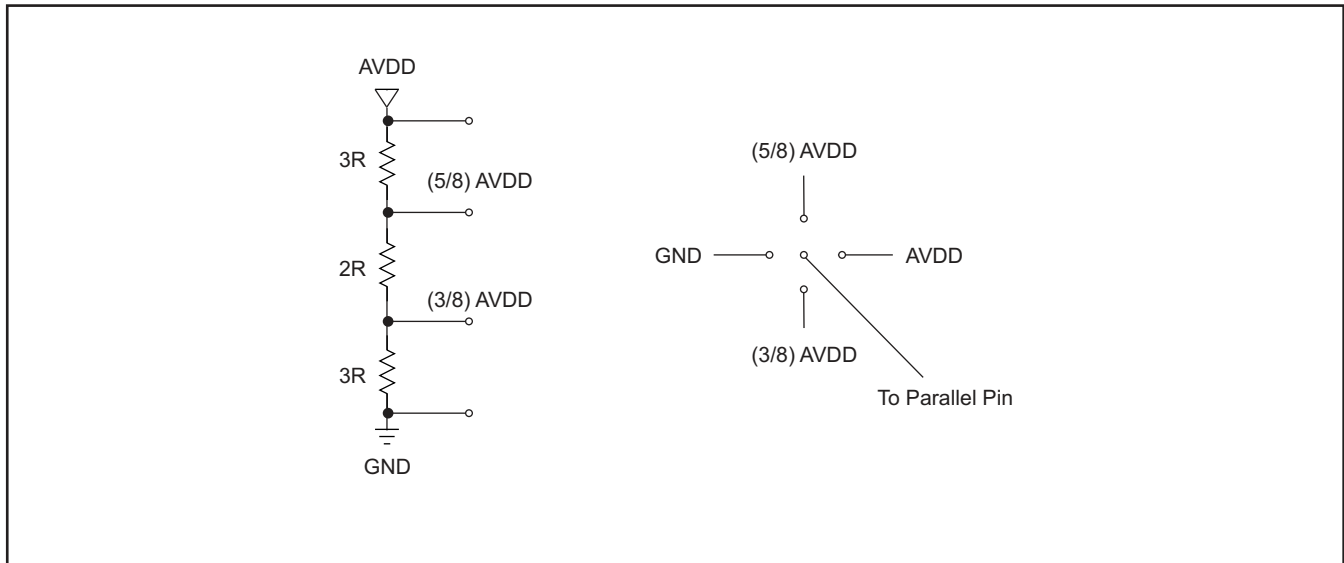 AVDD
3R
(5/8) AVDD
2R
(3/8) AVDD
3R
GND
(5/8) AVDD
GND
AVDD
(3/8) AVDD
To Parallel Pin